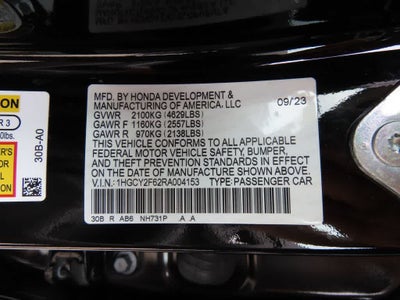 MFD. BY HONDA DEVELOPMENT & 09/23
MANUFACTURING OF AMERICA, LLC
GVWR 2100KG (4629LBS)
GAWR F 1160KG (2557LBS)
GAWR R 970KG (2138LBS)
THIS VEHICLE CONFORMS TO ALL APPLICABLE
FEDERAL MOTOR VEHICLE SAFETY, BUMPER,
AND THEFT PREVENTION STANDARDS IN EFFECT
ON THE DATE OF MANUFACTURE SHOWN ABOVE.
V.I.N.: 1HGCY2F62RA004153 TYPE:PASSENGER CAR
30B R AB6 NH731P A A
30B-A0
R 3